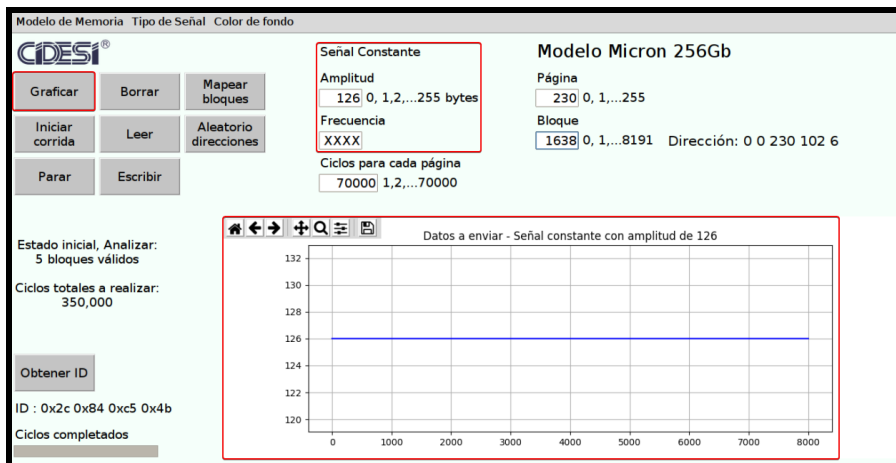 Modelo de Memoria Tipo de Señal Color de fondo
CIDESI®
Graficar Borrar Mapear bloques
Iniciar corrida Leer Aleatorio direcciones
Parar Escribir
Señal Constante
Amplitud
126 0, 1,2,...255 bytes
Frecuencia
XXXX
Ciclos para cada página
70000 1,2,...70000
Modelo Micron 256Gb
Página
230 0, 1,...255
Bloque
1638 0, 1,...8191 Dirección: 0 0 230 102 6
Estado inicial, Analizar:
5 bloques válidos
Ciclos totales a realizar:
350,000
Obtener ID
ID : 0x2c 0x84 0xc5 0x4b
Ciclos completados
Datos a enviar - Señal constante con amplitud de 126
132
130
128
126
124
122
120
0 1000 2000 3000 4000 5000 6000 7000 8000